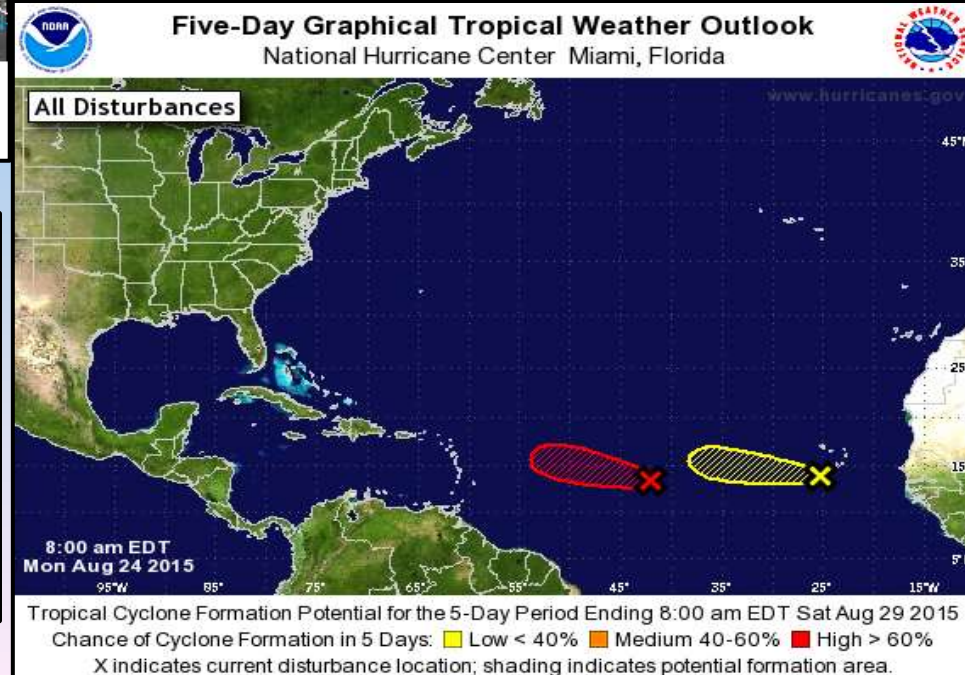 NOAA
Five-Day Graphical Tropical Weather Outlook
National Hurricane Center Miami, Florida
NATIONAL WEATHER SERVICE
All Disturbances
www.hurricanes.gov
45°N
35
25
15
5°
8:00 am EDT
Mon Aug 24 2015
95°W 85° 75° 65° 55° 45° 35° 25° 15°W
Tropical Cyclone Formation Potential for the 5-Day Period Ending 8:00 am EDT Sat Aug 29 2015
Chance of Cyclone Formation in 5 Days: Low < 40% Medium 40-60% High > 60%
X indicates current disturbance location; shading indicates potential formation area.